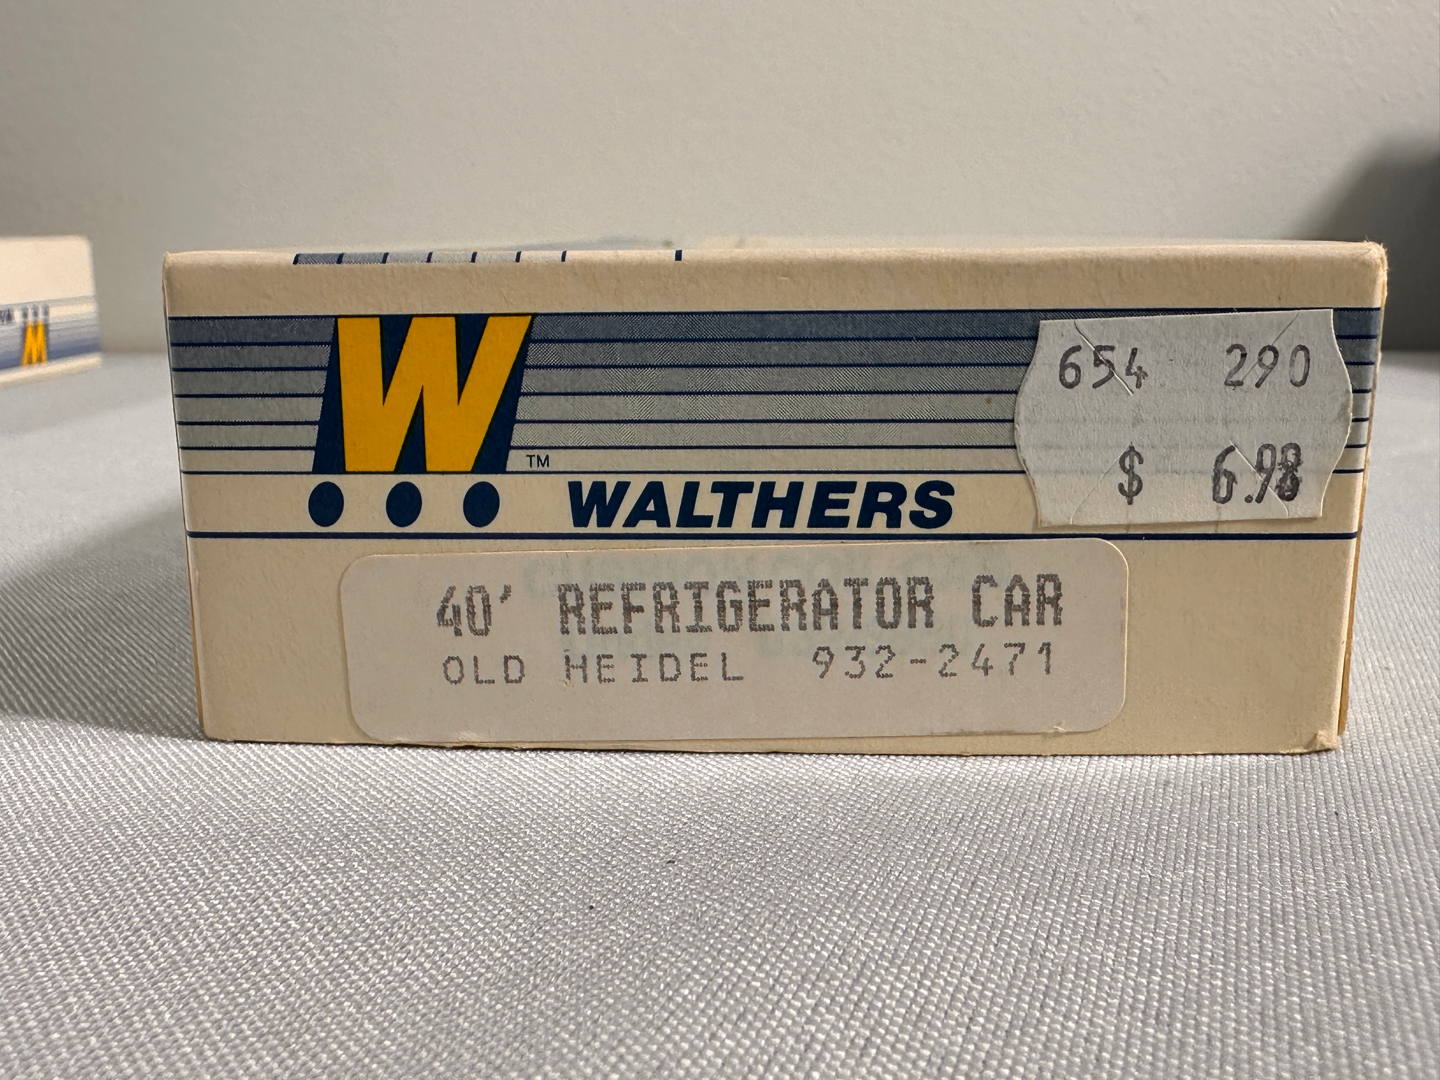 W
TM
WALTHERS
654 290
$ 6.98
40' REFRIGERATOR CAR
OLD HEIDEL 932-2471